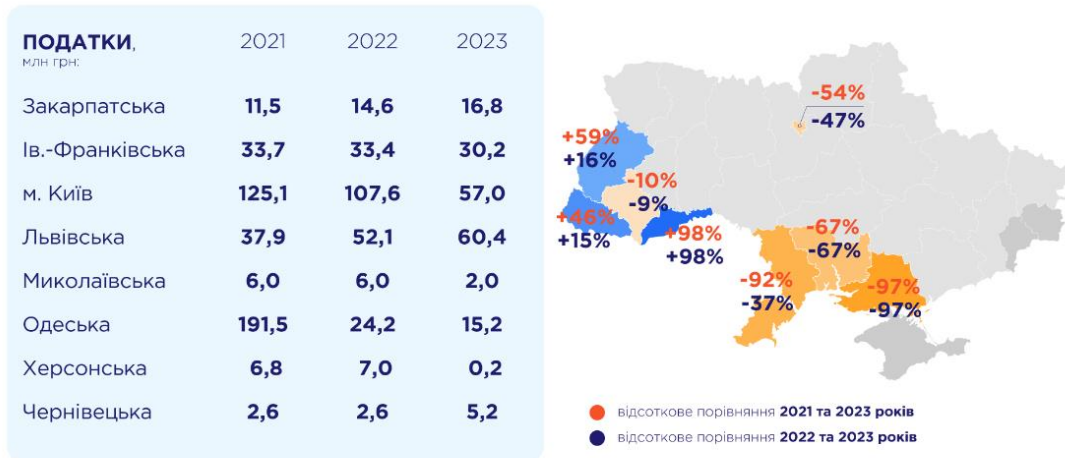 ПОДАТКИ, 2021 2022 2023
млн грн:
Закарпатська 11,5 14,6 16,8
Ів.-Франківська 33,7 33,4 30,2
м. Київ 125,1 107,6 57,0
Львівська 37,9 52,1 60,4
Миколаївська 6,0 6,0 2,0
Одеська 191,5 24,2 15,2
Херсонська 6,8 7,0 0,2
Чернівецька 2,6 2,6 5,2
-54%
-47%
+59%
+16%
-10%
-9%
+46%
+15%
+98%
+98%
-67%
-67%
-92%
-37%
-97%
-97%
відсоткове порівняння 2021 та 2023 років
відсоткове порівняння 2022 та 2023 років